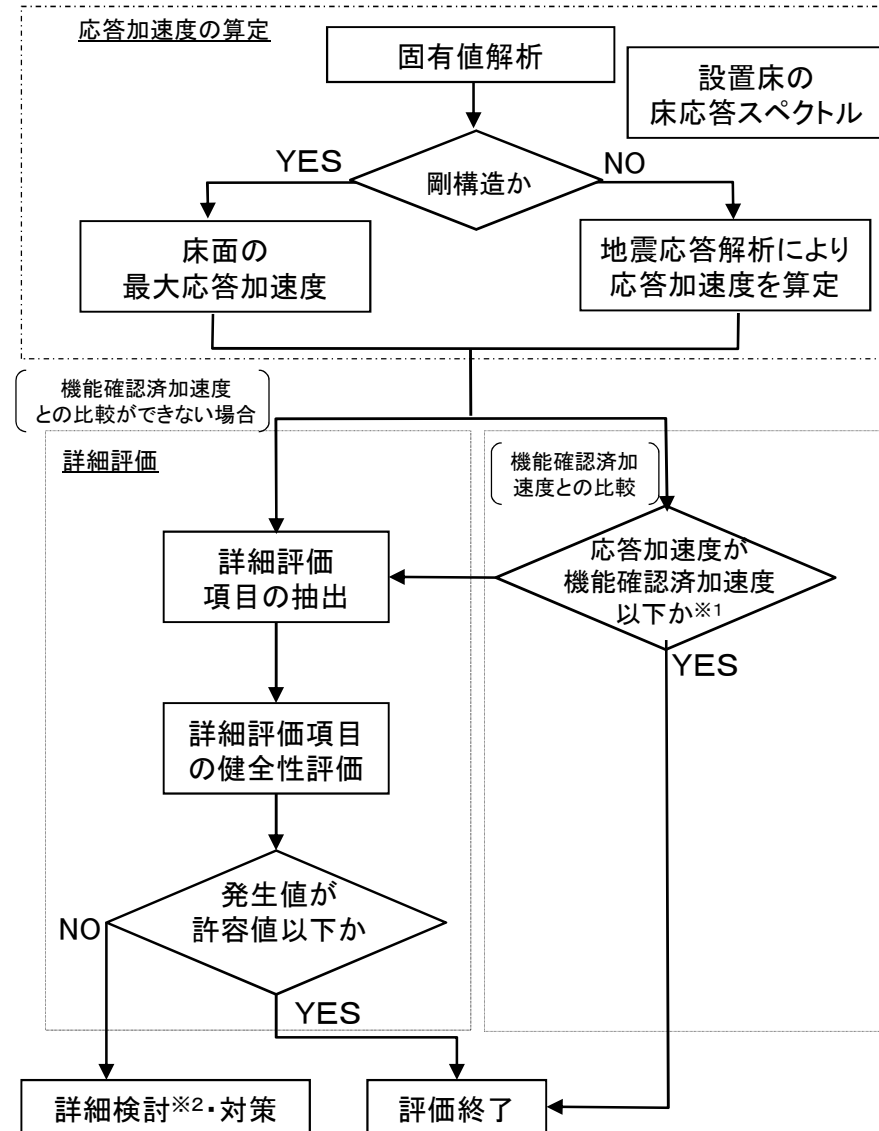 応答加速度の算定
固有値解析
設置床の
床応答スペクトル
YES
剛構造か
NO
床面の
最大応答加速度
地震応答解析により
応答加速度を算定
機能確認済加速度
との比較ができない場合
詳細評価
機能確認済加
速度との比較
詳細評価
項目の抽出
応答加速度が
機能確認済加速度
以下か※1
YES
詳細評価項目
の健全性評価
発生値が
許容値以下か
NO
YES
詳細検討※2・対策
評価終了